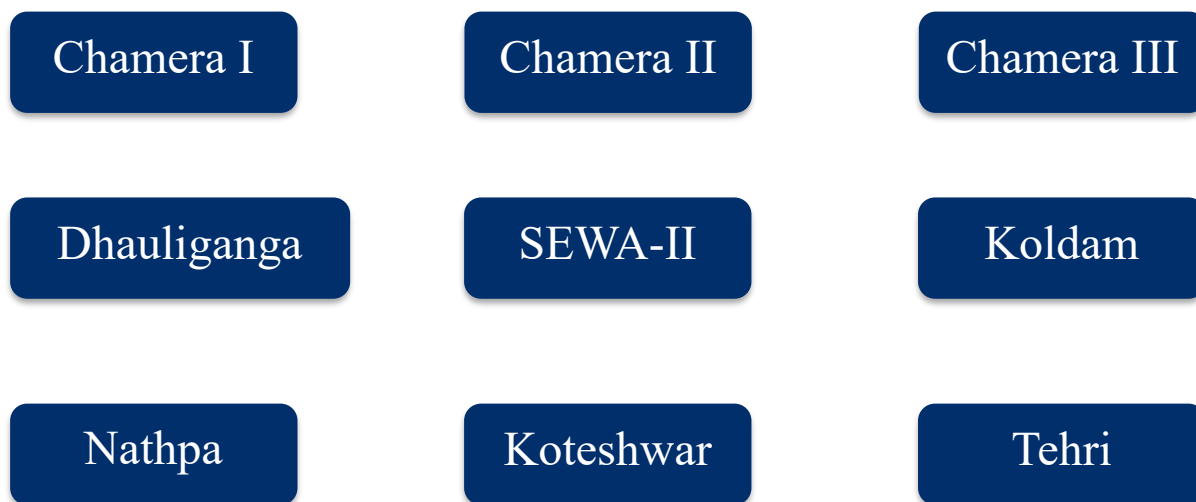 Chamera I
Chamera II
Chamera III
Dhauliganga
SEWA-II
Koldam
Nathpa
Koteshwar
Tehri